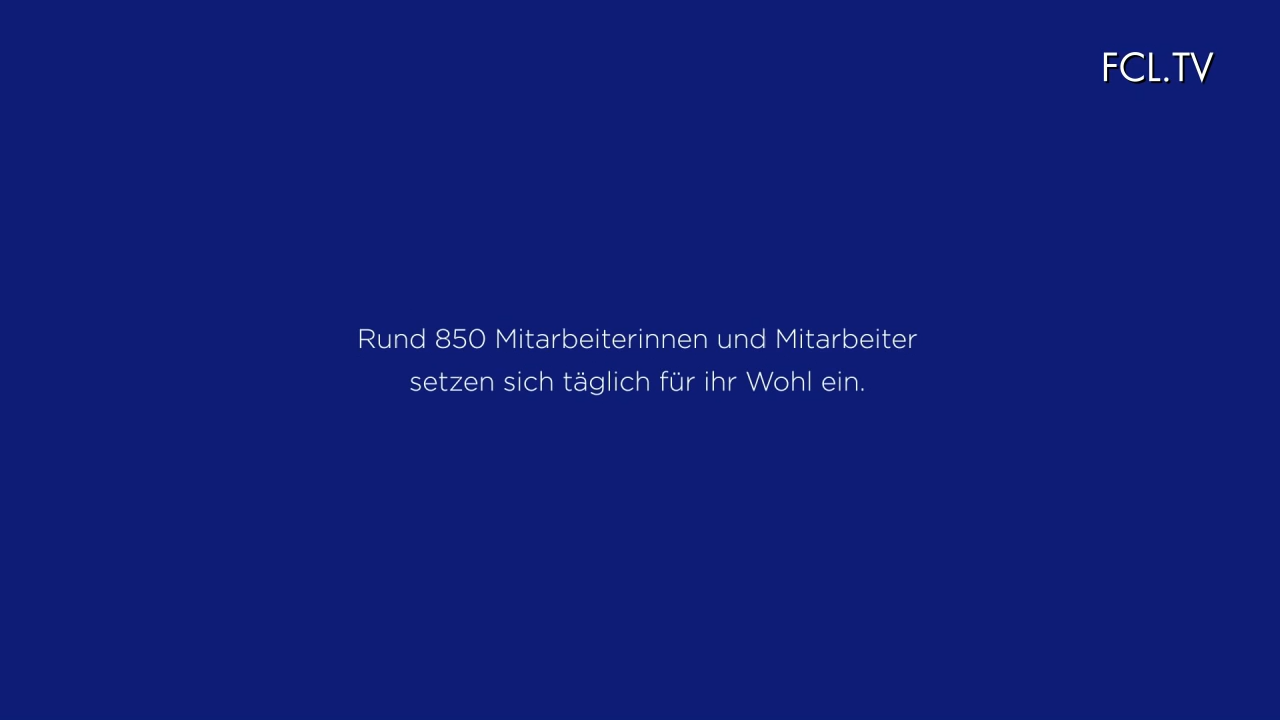 FCL.TV
Rund 850 Mitarbeiterinnen und Mitarbeiter
setzen sich täglich für ihr Wohl ein.